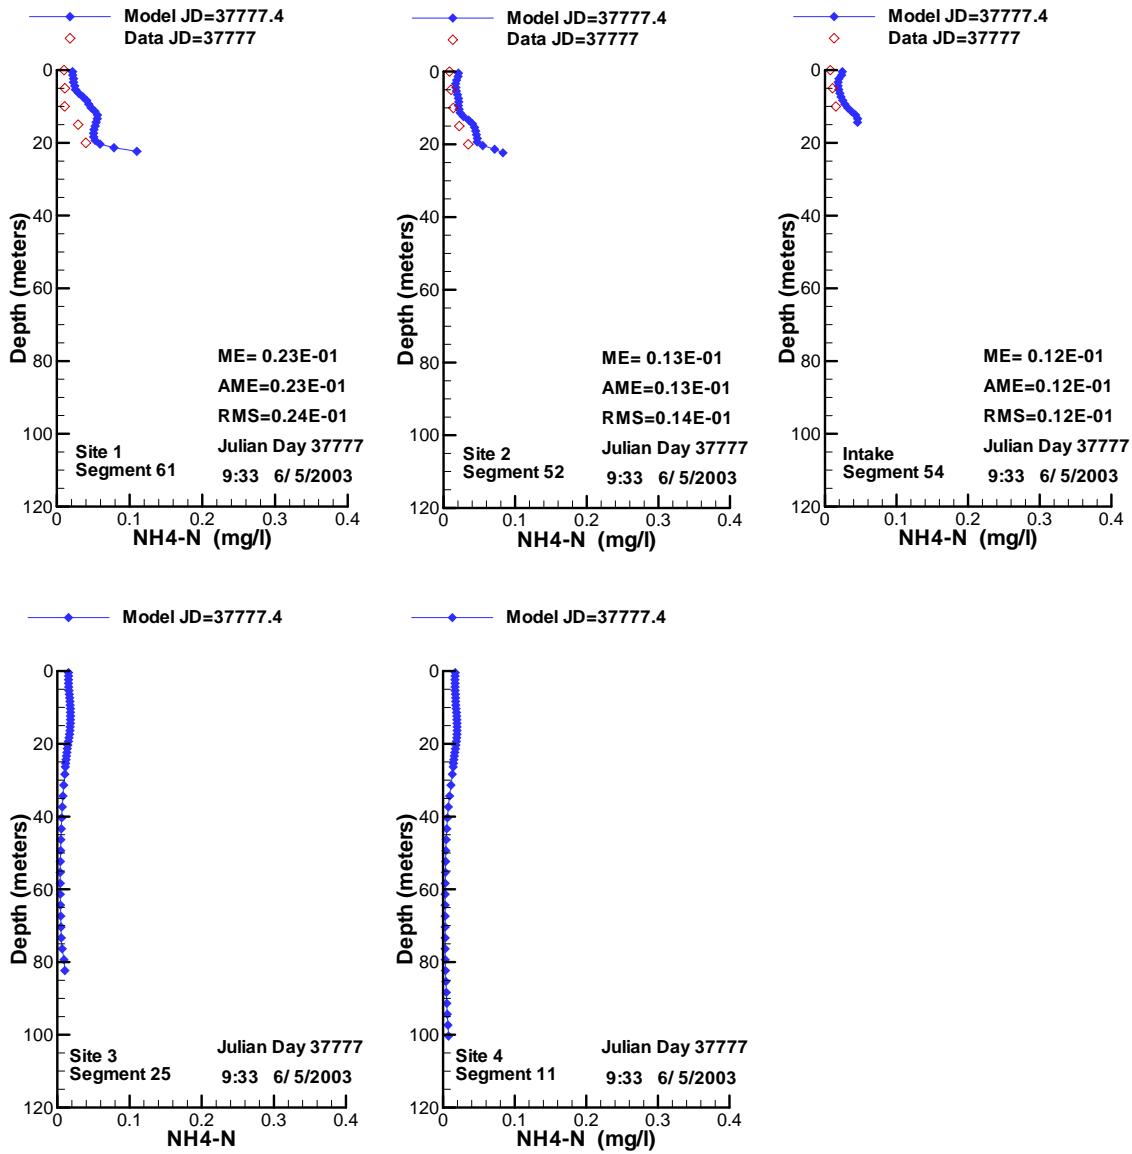 Model JD=37777.4
Data JD=37777
0
20
40
60
80
100
120
Depth (meters)
ME= 0.23E-01
AME=0.23E-01
RMS=0.24E-01
Site 1
Segment 61
Julian Day 37777
9:33 6/ 5/2003
0 0.1 0.2 0.3 0.4
NH4-N (mg/l)
Model JD=37777.4
Data JD=37777
0
20
40
60
80
100
120
Depth (meters)
ME= 0.13E-01
AME=0.13E-01
RMS=0.14E-01
Site 2
Segment 52
Julian Day 37777
9:33 6/ 5/2003
0 0.1 0.2 0.3 0.4
NH4-N (mg/l)
Model JD=37777.4
Data JD=37777
0
20
40
60
80
100
120
Depth (meters)
ME= 0.12E-01
AME=0.12E-01
RMS=0.12E-01
Intake
Segment 54
Julian Day 37777
9:33 6/ 5/2003
0 0.1 0.2 0.3 0.4
NH4-N (mg/l)
Model JD=37777.4
0
20
40
60
80
100
120
Depth (meters)
Site 3
Segment 25
Julian Day 37777
9:33 6/ 5/2003
0 0.1 0.2 0.3 0.4
NH4-N
Model JD=37777.4
0
20
40
60
80
100
120
Depth (meters)
Site 4
Segment 11
Julian Day 37777
9:33 6/ 5/2003
0 0.1 0.2 0.3 0.4
NH4-N (mg/l)